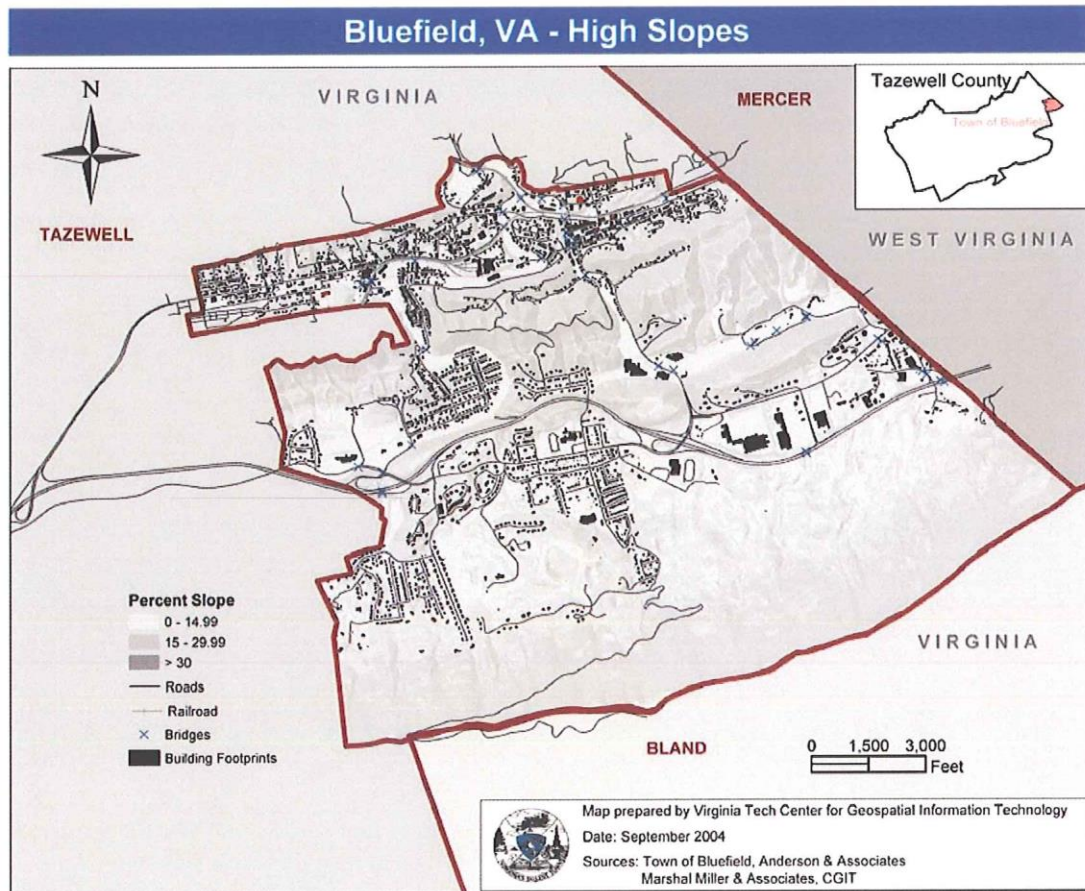 Bluefield, VA - High Slopes
N
VIRGINIA
MERCER
Tazewell County
Town of Bluefield
TAZEWELL
WEST VIRGINIA
Percent Slope
0 - 14.99
15 - 29.99
> 30
Roads
Railroad
Bridges
Building Footprints
VIRGINIA
BLAND
0 1,500 3,000
Feet
Map prepared by Virginia Tech Center for Geospatial Information Technology
Date: September 2004
Sources: Town of Bluefield, Anderson & Associates
Marshal Miller & Associates, CGIT